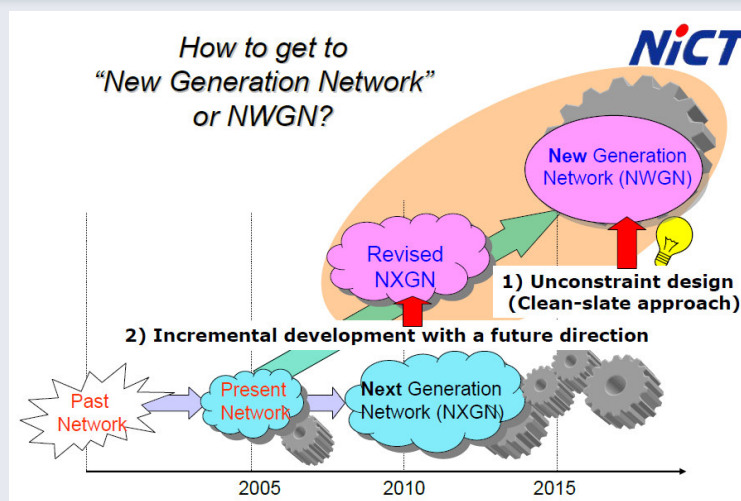 How to get to
“New Generation Network”
or NWGN?
NiCT
New Generation
Network (NWGN)
Revised
NXGN
1) Unconstraint design
(Clean-slate approach)
2) Incremental development with a future direction
Past
Network
Present
Network
Next Generation
Network (NXGN)
2005
2010
2015